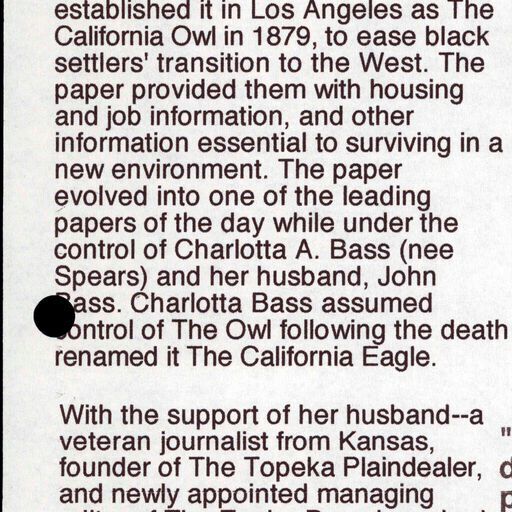 established it in Los Angeles as The
California Owl in 1879, to ease black
settlers' transition to the West. The
paper provided them with housing
and job information, and other
information essential to surviving in a
new environment. The paper
evolved into one of the leading
papers of the day while under the
control of Charlotta A. Bass (nee
Spears) and her husband, John
Bass. Charlotta Bass assumed
control of The Owl following the death
renamed it The California Eagle.
With the support of her husband--a
veteran journalist from Kansas,
founder of The Topeka Plaindealer,
and newly appointed managing